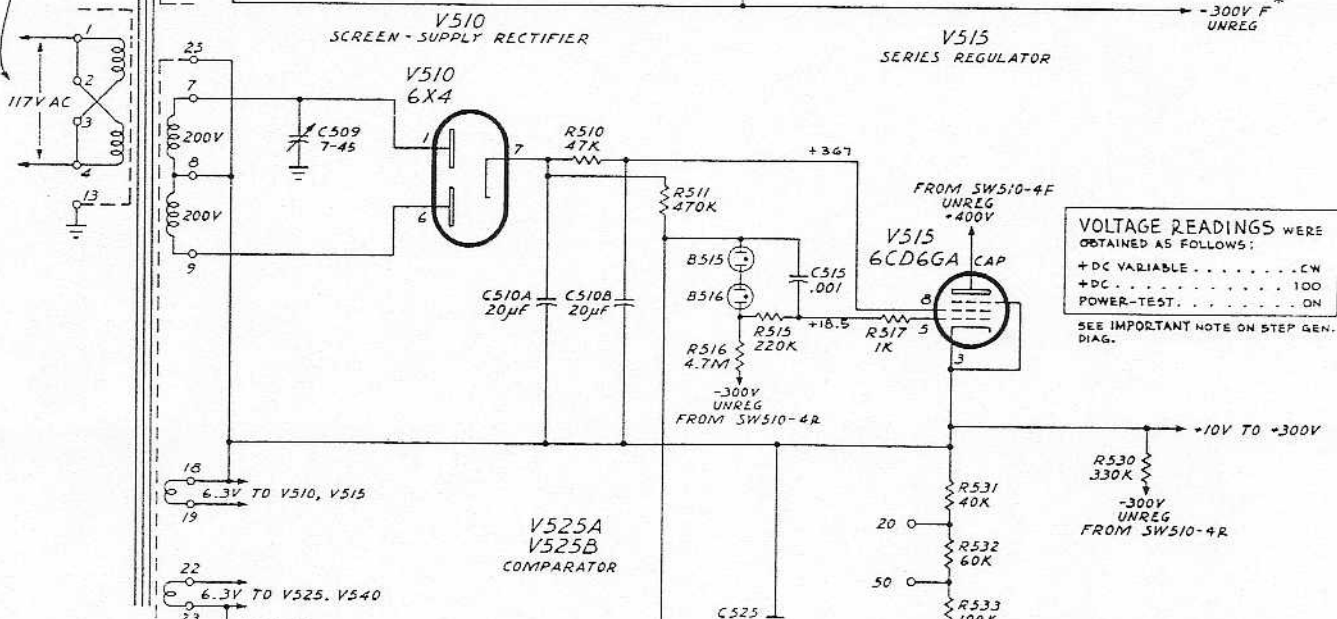 -300V F*
UNREG
V510
SCREEN-SUPPLY RECTIFIER
V515
SERIES REGULATOR
1
2
3
4
13
117V AC
25
7
200V
8
200V
9
C509
7-45
V510
6X4
1
6
7
R510
47K
R511
470K
+367
B515
B516
C515
.001
C510A
20µF
C510B
20µF
R515
220K
+18.5
R517
1K
R516
4.7M
-300V
UNREG
FROM SW510-4R
FROM SW510-4F
UNREG
+400V
V515
6CD6GA
CAP
8
5
3
VOLTAGE READINGS WERE
OBTAINED AS FOLLOWS:
+DC VARIABLE . . . . . . . . CW
+DC . . . . . . . . . . . . 100
POWER-TEST . . . . . . . . ON
SEE IMPORTANT NOTE ON STEP GEN.
DIAG.
+10V TO +300V
R530
330K
-300V
UNREG
FROM SW510-4R
R531
40K
20
R532
60K
50
R533
18
6.3V TO V510, V515
19
V525A
V525B
COMPARATOR
22
6.3V TO V525. V540
23
C525